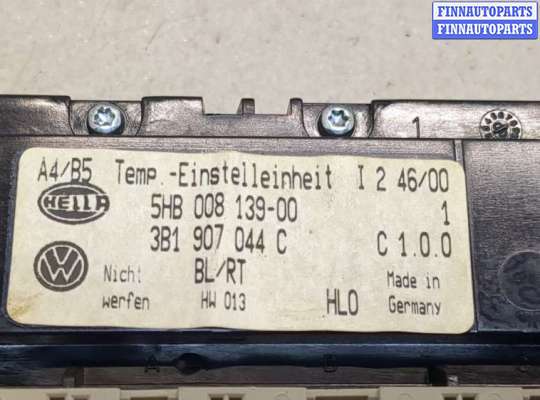 FINNAUTOPARTS
FINNAUTOPARTS
1
A4/B5 Temp.-Einstelleinheit I 2 46/00
HELLA 5HB 008 139-00 1
3B1 907 044 C C 1.0.0
Nicht BL/RT Made in
werfen HW 013 HLO Germany
A